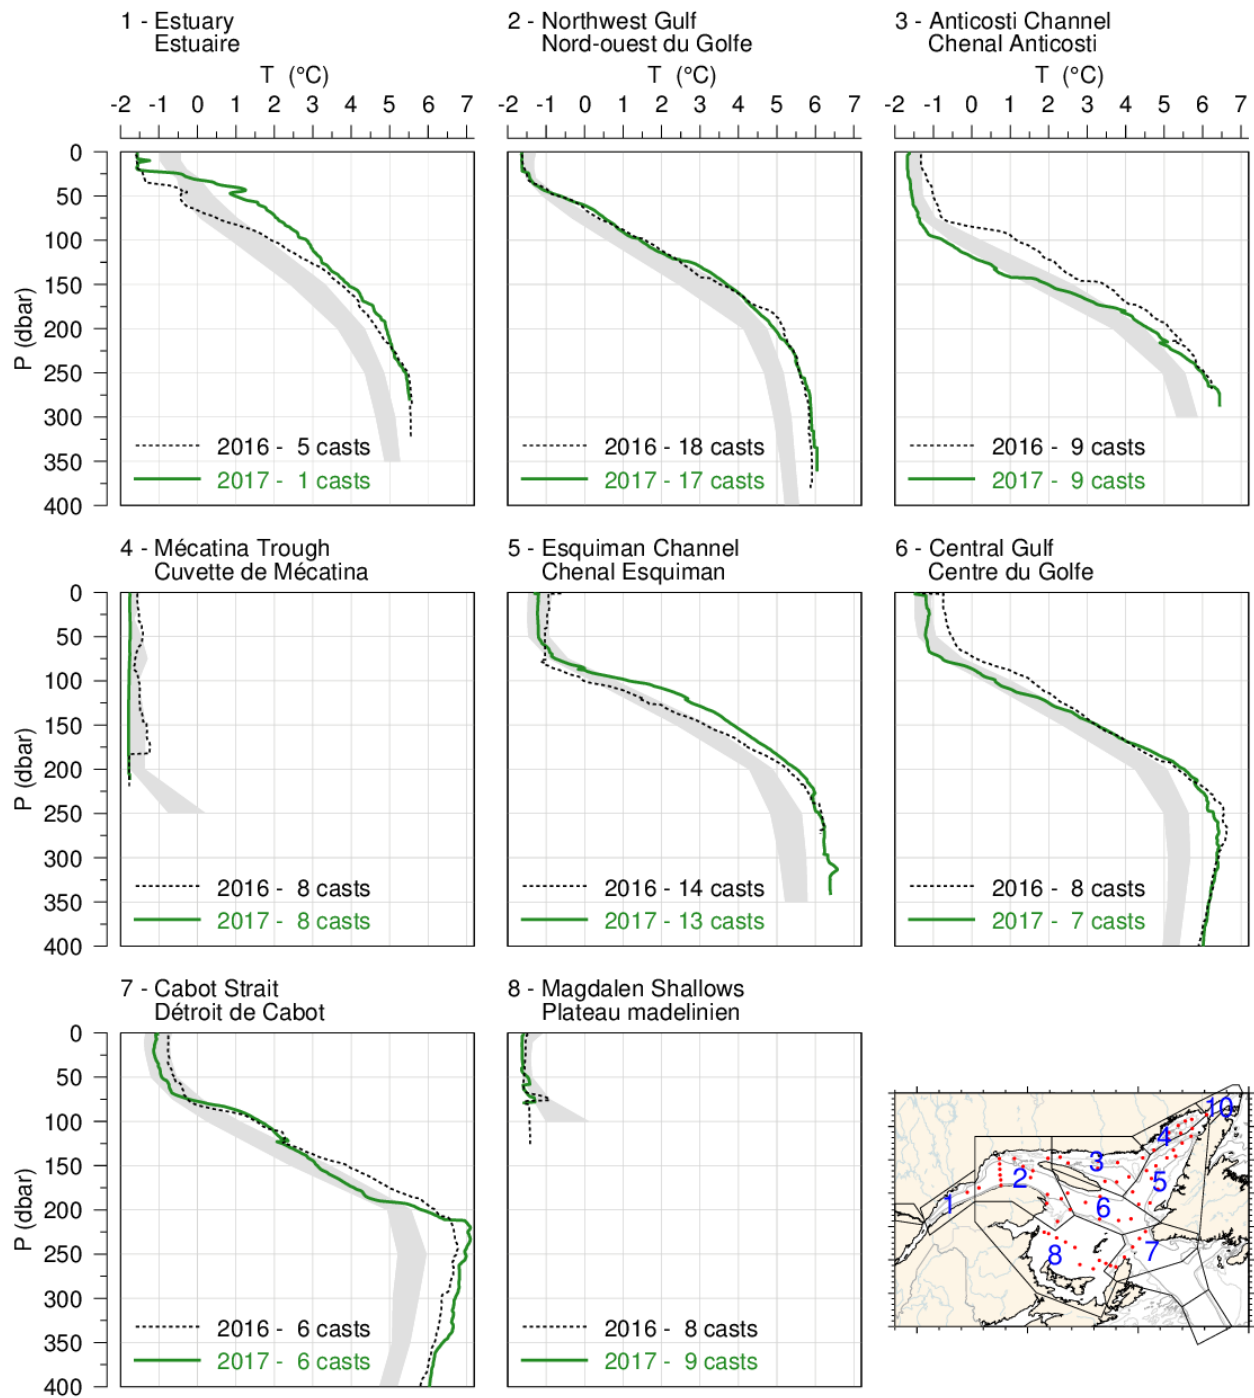 1 - Estuary
Estuaire
2 - Northwest Gulf
Nord-ouest du Golfe
3 - Anticosti Channel
Chenal Anticosti
T (°C)
T (°C)
T (°C)
-2 -1 0 1 2 3 4 5 6 7
-2 -1 0 1 2 3 4 5 6 7
-2 -1 0 1 2 3 4 5 6 7
P (dbar)
0
50
100
150
200
250
300
350
400
2016 - 5 casts
2017 - 1 casts
2016 - 18 casts
2017 - 17 casts
2016 - 9 casts
2017 - 9 casts
4 - Mécatina Trough
Cuvette de Mécatina
5 - Esquiman Channel
Chenal Esquiman
6 - Central Gulf
Centre du Golfe
P (dbar)
0
50
100
150
200
250
300
350
400
2016 - 8 casts
2017 - 8 casts
2016 - 14 casts
2017 - 13 casts
2016 - 8 casts
2017 - 7 casts
7 - Cabot Strait
Détroit de Cabot
8 - Magdalen Shallows
Plateau madelinien
P (dbar)
0
50
100
150
200
250
300
350
400
2016 - 6 casts
2017 - 6 casts
2016 - 8 casts
2017 - 9 casts
10
4
3
2
5
1
6
8
7